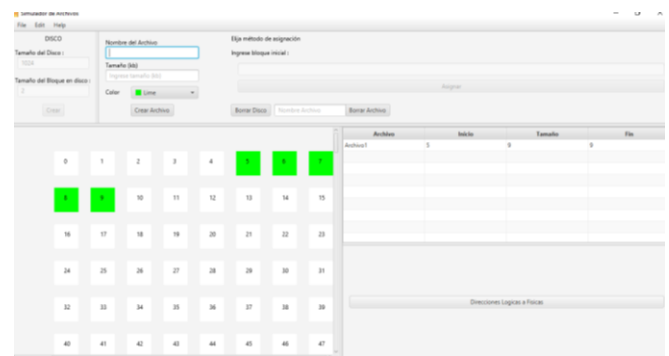 Simulador de Archivos
File Edit Help
DISCO
Tamaño del Disco :
1024
Tamaño del Bloque en disco :
2
Crear
Nombre del Archivo
Tamaño (kb)
Ingrese tamaño (kb)
Color Lime
Crear Archivo
Elija método de asignación
Ingrese bloque inicial :
Asignar
Borrar Disco Nombre Archivo Borrar Archivo
0 1 2 3 4 5 6 7
8 9 10 11 12 13 14 15
16 17 18 19 20 21 22 23
24 25 26 27 28 29 30 31
32 33 34 35 36 37 38 39
40 41 42 43 44 45 46 47
Archivo Inicio Tamaño Fin
Archivo1 5 9
Direcciones Logicas a Fisicas